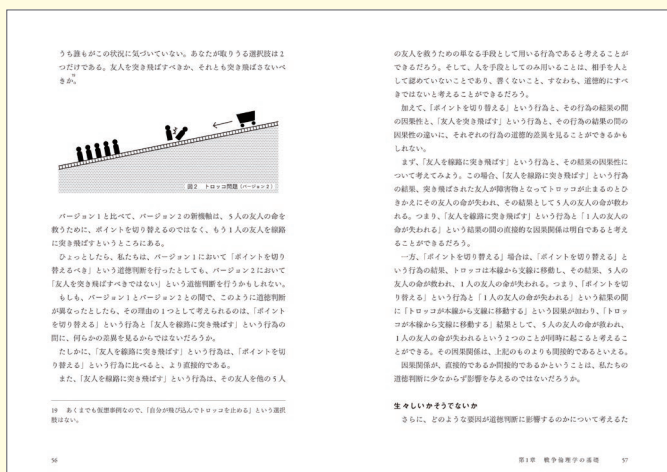 うち誰もがこの状況に気づいていない。あなたが取りうる選択肢は2
つだけである。友人を突き飛ばすべきか、それとも突き飛ばさないべ
きか。19
図2 トロッコ問題(バージョン2)
バージョン1と比べて、バージョン2の新機軸は、5人の友人の命を
救うために、ポイントを切り替えるのではなく、もう1人の友人を線路
に突き飛ばすというところにある。
ひょっとしたら、私たちは、バージョン1において「ポイントを切り
替えるべき」という道徳判断を行ったとしても、バージョン2において
「友人を突き飛ばすべきではない」という道徳判断を行うかもしれない。
もしも、バージョン1とバージョン2との間で、このように道徳判断
が異なったとしたら、その理由の1つとして考えられるのは、「ポイント
を切り替える」という行為と「友人を線路に突き飛ばす」という行為の
間に、何らかの差異を見るからではないだろうか。
たしかに、「友人を線路に突き飛ばす」という行為は、「ポイントを切
り替える」という行為に比べると、より直接的である。
また、「友人を線路に突き飛ばす」という行為は、その友人を他の5人
19 あくまでも仮想事例なので、「自分が飛び込んでトロッコを止める」という選択
肢はない。
56
の友人を救うための単なる手段として用いる行為であると考えることが
できるだろう。そして、人を手段としてのみ用いることは、相手を人と
して認めていないことであり、善くないこと、すなわち、道徳的にすべ
きではないと考えることができるだろう。
加えて、「ポイントを切り替える」という行為と、その行為の結果の間
の因果性と、「友人を突き飛ばす」という行為と、その行為の結果の間の
因果性の違いに、それぞれの行為の道徳的差異を見ることができるかも
しれない。
まず、「友人を線路に突き飛ばす」という行為と、その結果の因果性に
ついて考えてみよう。この場合、「友人を線路に突き飛ばす」という行為
の結果、突き飛ばされた友人が障害物となってトロッコが止まるのとひ
きかえにその友人の命が失われ、その結果として5人の友人の命が救わ
れる。つまり、「友人を線路に突き飛ばす」という行為と「1人の友人の
命が失われる」という結果の間の直接的な因果関係は明白であると考え
ることができるだろう。
一方、「ポイントを切り替える」場合は、「ポイントを切り替える」と
いう行為の結果、トロッコは本線から支線に移動し、その結果、5人の
友人の命が救われ、1人の友人の命が失われる。つまり、「ポイントを切
り替える」という行為と「1人の友人の命が失われる」という結果の間
に「トロッコが本線から支線に移動する」という因果が加わり、「トロッ
コが本線から支線に移動する」結果として、5人の友人の命が救われ、
1人の友人の命が失われるという2つのことが同時に起こると考えるこ
とができる。その因果関係は、上記のものよりも間接的であるといえる。
因果関係が、直接的であるか間接的であるかということは、私たちの
道徳判断に少なからず影響を与えるのではないだろうか。
生々しいかそうでないか
さらに、どのような要因が道徳判断に影響するのかについて考えるた
第1章 戦争倫理学の基礎 57